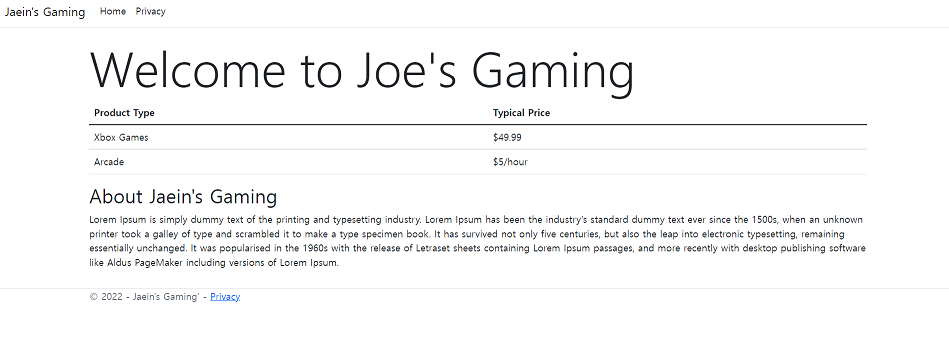 Jaein's Gaming Home Privacy
Welcome to Joe's Gaming
Product Type Typical Price
Xbox Games $49.99
Arcade $5/hour
About Jaein's Gaming
Lorem Ipsum is simply dummy text of the printing and typesetting industry. Lorem Ipsum has been the industry's standard dummy text ever since the 1500s, when an unknown
printer took a galley of type and scrambled it to make a type specimen book. It has survived not only five centuries, but also the leap into electronic typesetting, remaining
essentially unchanged. It was popularised in the 1960s with the release of Letraset sheets containing Lorem Ipsum passages, and more recently with desktop publishing software
like Aldus PageMaker including versions of Lorem Ipsum.
© 2022 - Jaein's Gaming' - Privacy